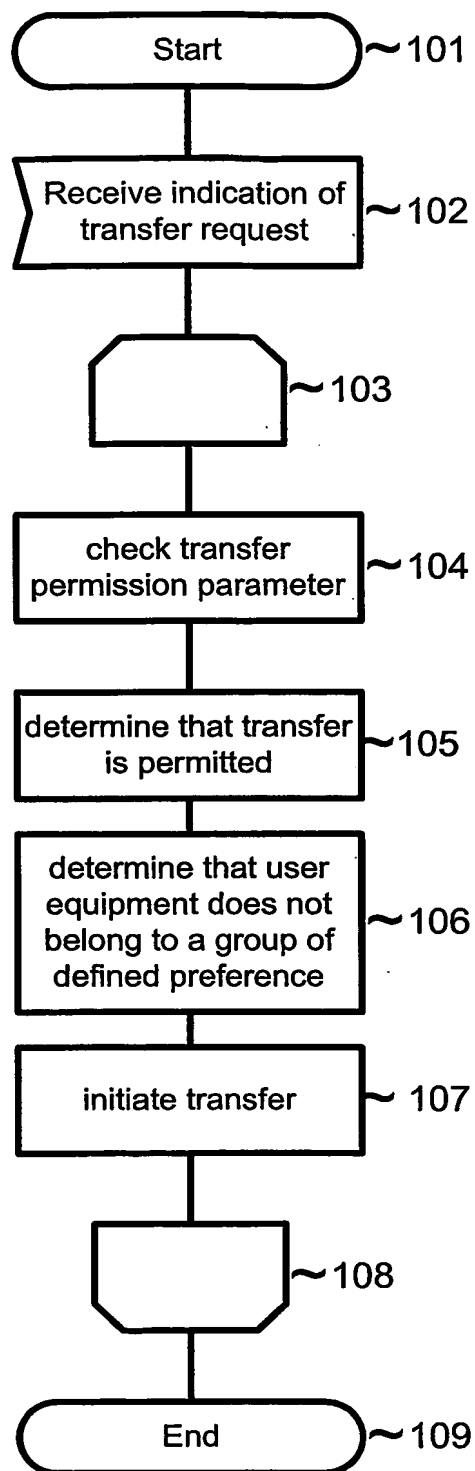 Start
~101
Receive indication of
transfer request
~102
~103
check transfer
permission parameter
~104
determine that transfer
is permitted
~105
determine that user
equipment does not
belong to a group of
defined preference
~106
initiate transfer
~107
~108
End
~109